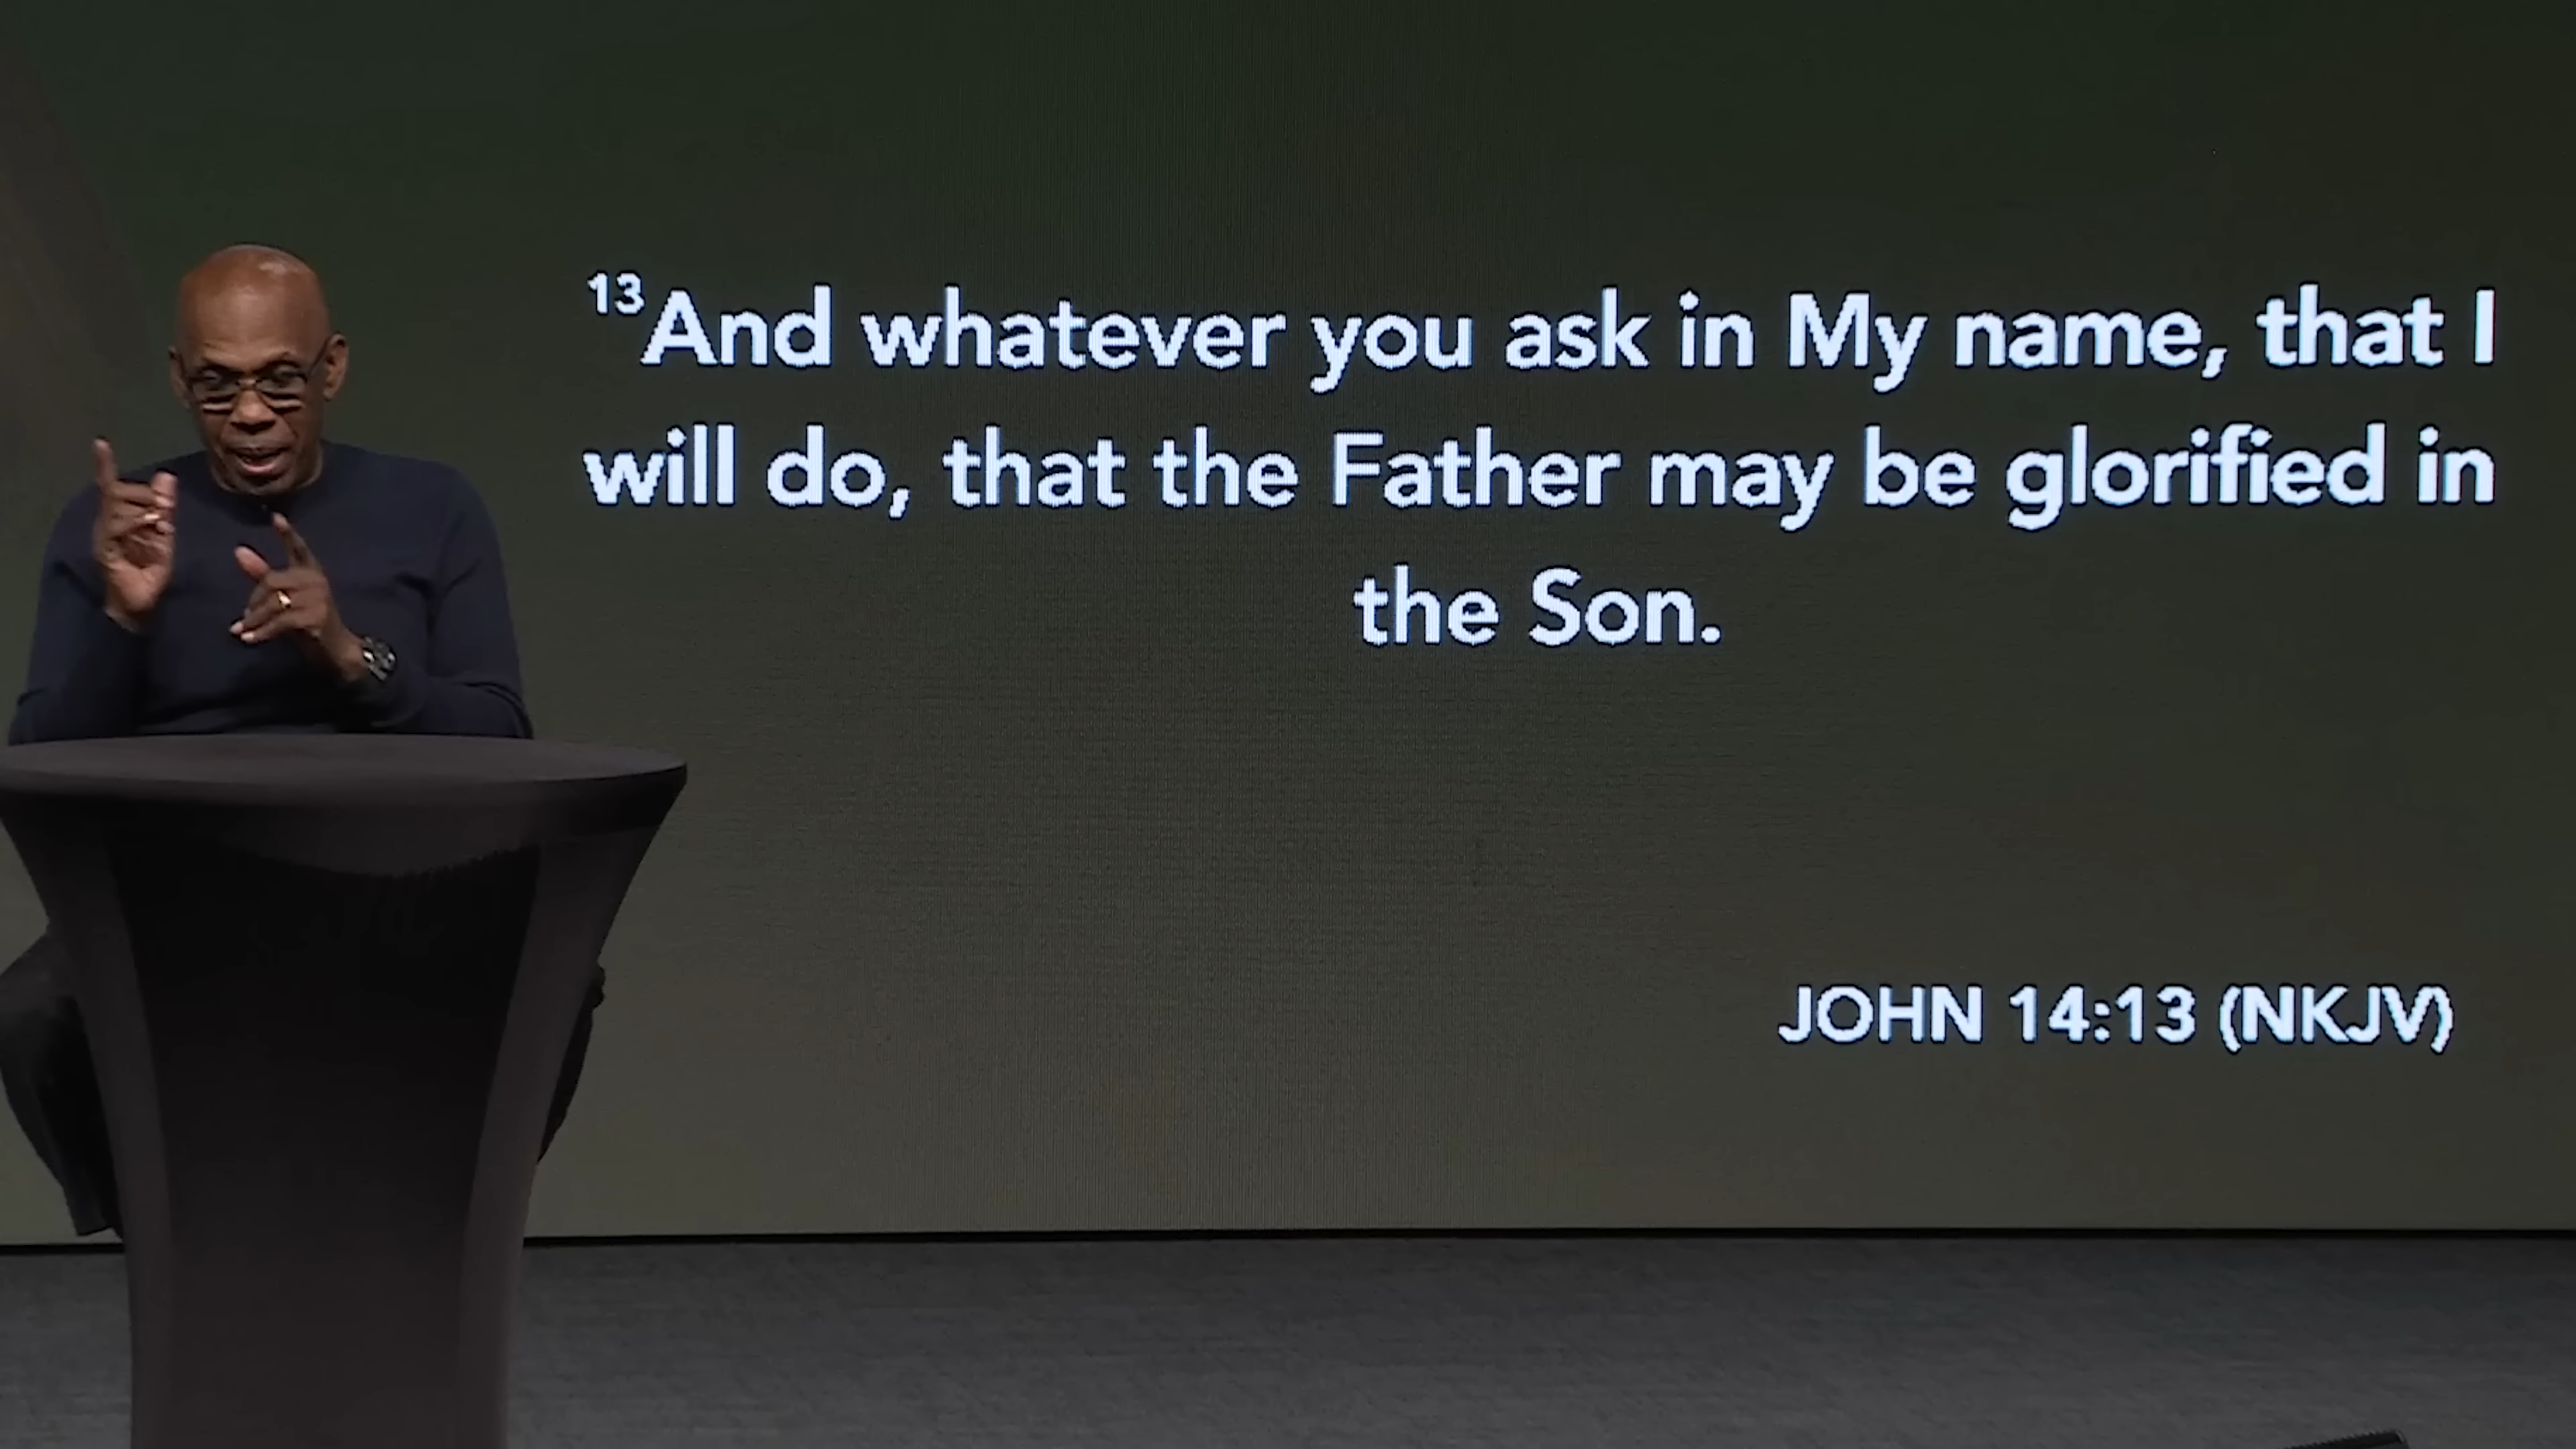 13And whatever you ask in My name, that I
will do, that the Father may be glorified in
the Son.
JOHN 14:13 (NKJV)